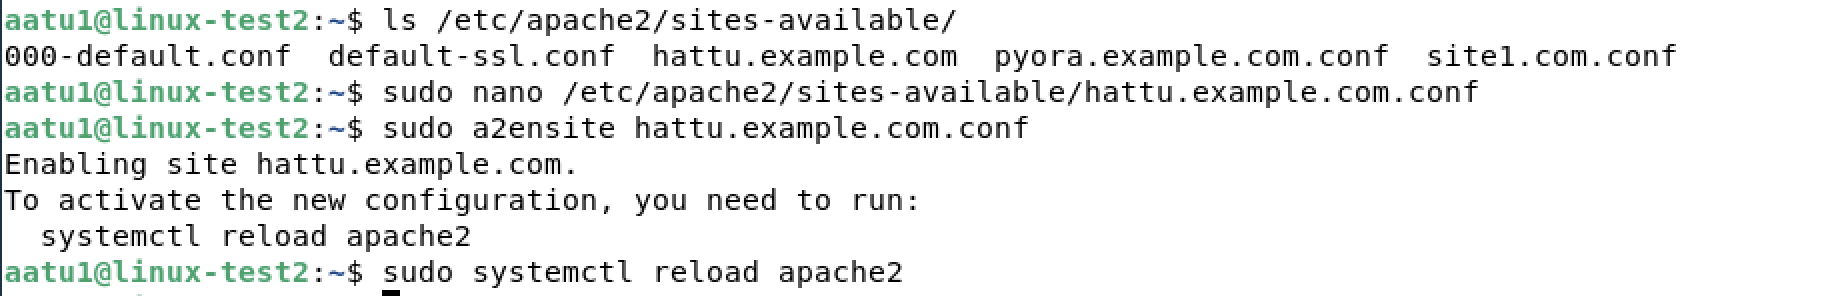 aatu1@linux-test2:~$ ls /etc/apache2/sites-available/
000-default.conf  default-ssl.conf  hattu.example.com  pyora.example.com.conf  site1.com.conf
aatu1@linux-test2:~$ sudo nano /etc/apache2/sites-available/hattu.example.com.conf
aatu1@linux-test2:~$ sudo a2ensite hattu.example.com.conf
Enabling site hattu.example.com.
To activate the new configuration, you need to run:
  systemctl reload apache2
aatu1@linux-test2:~$ sudo systemctl reload apache2